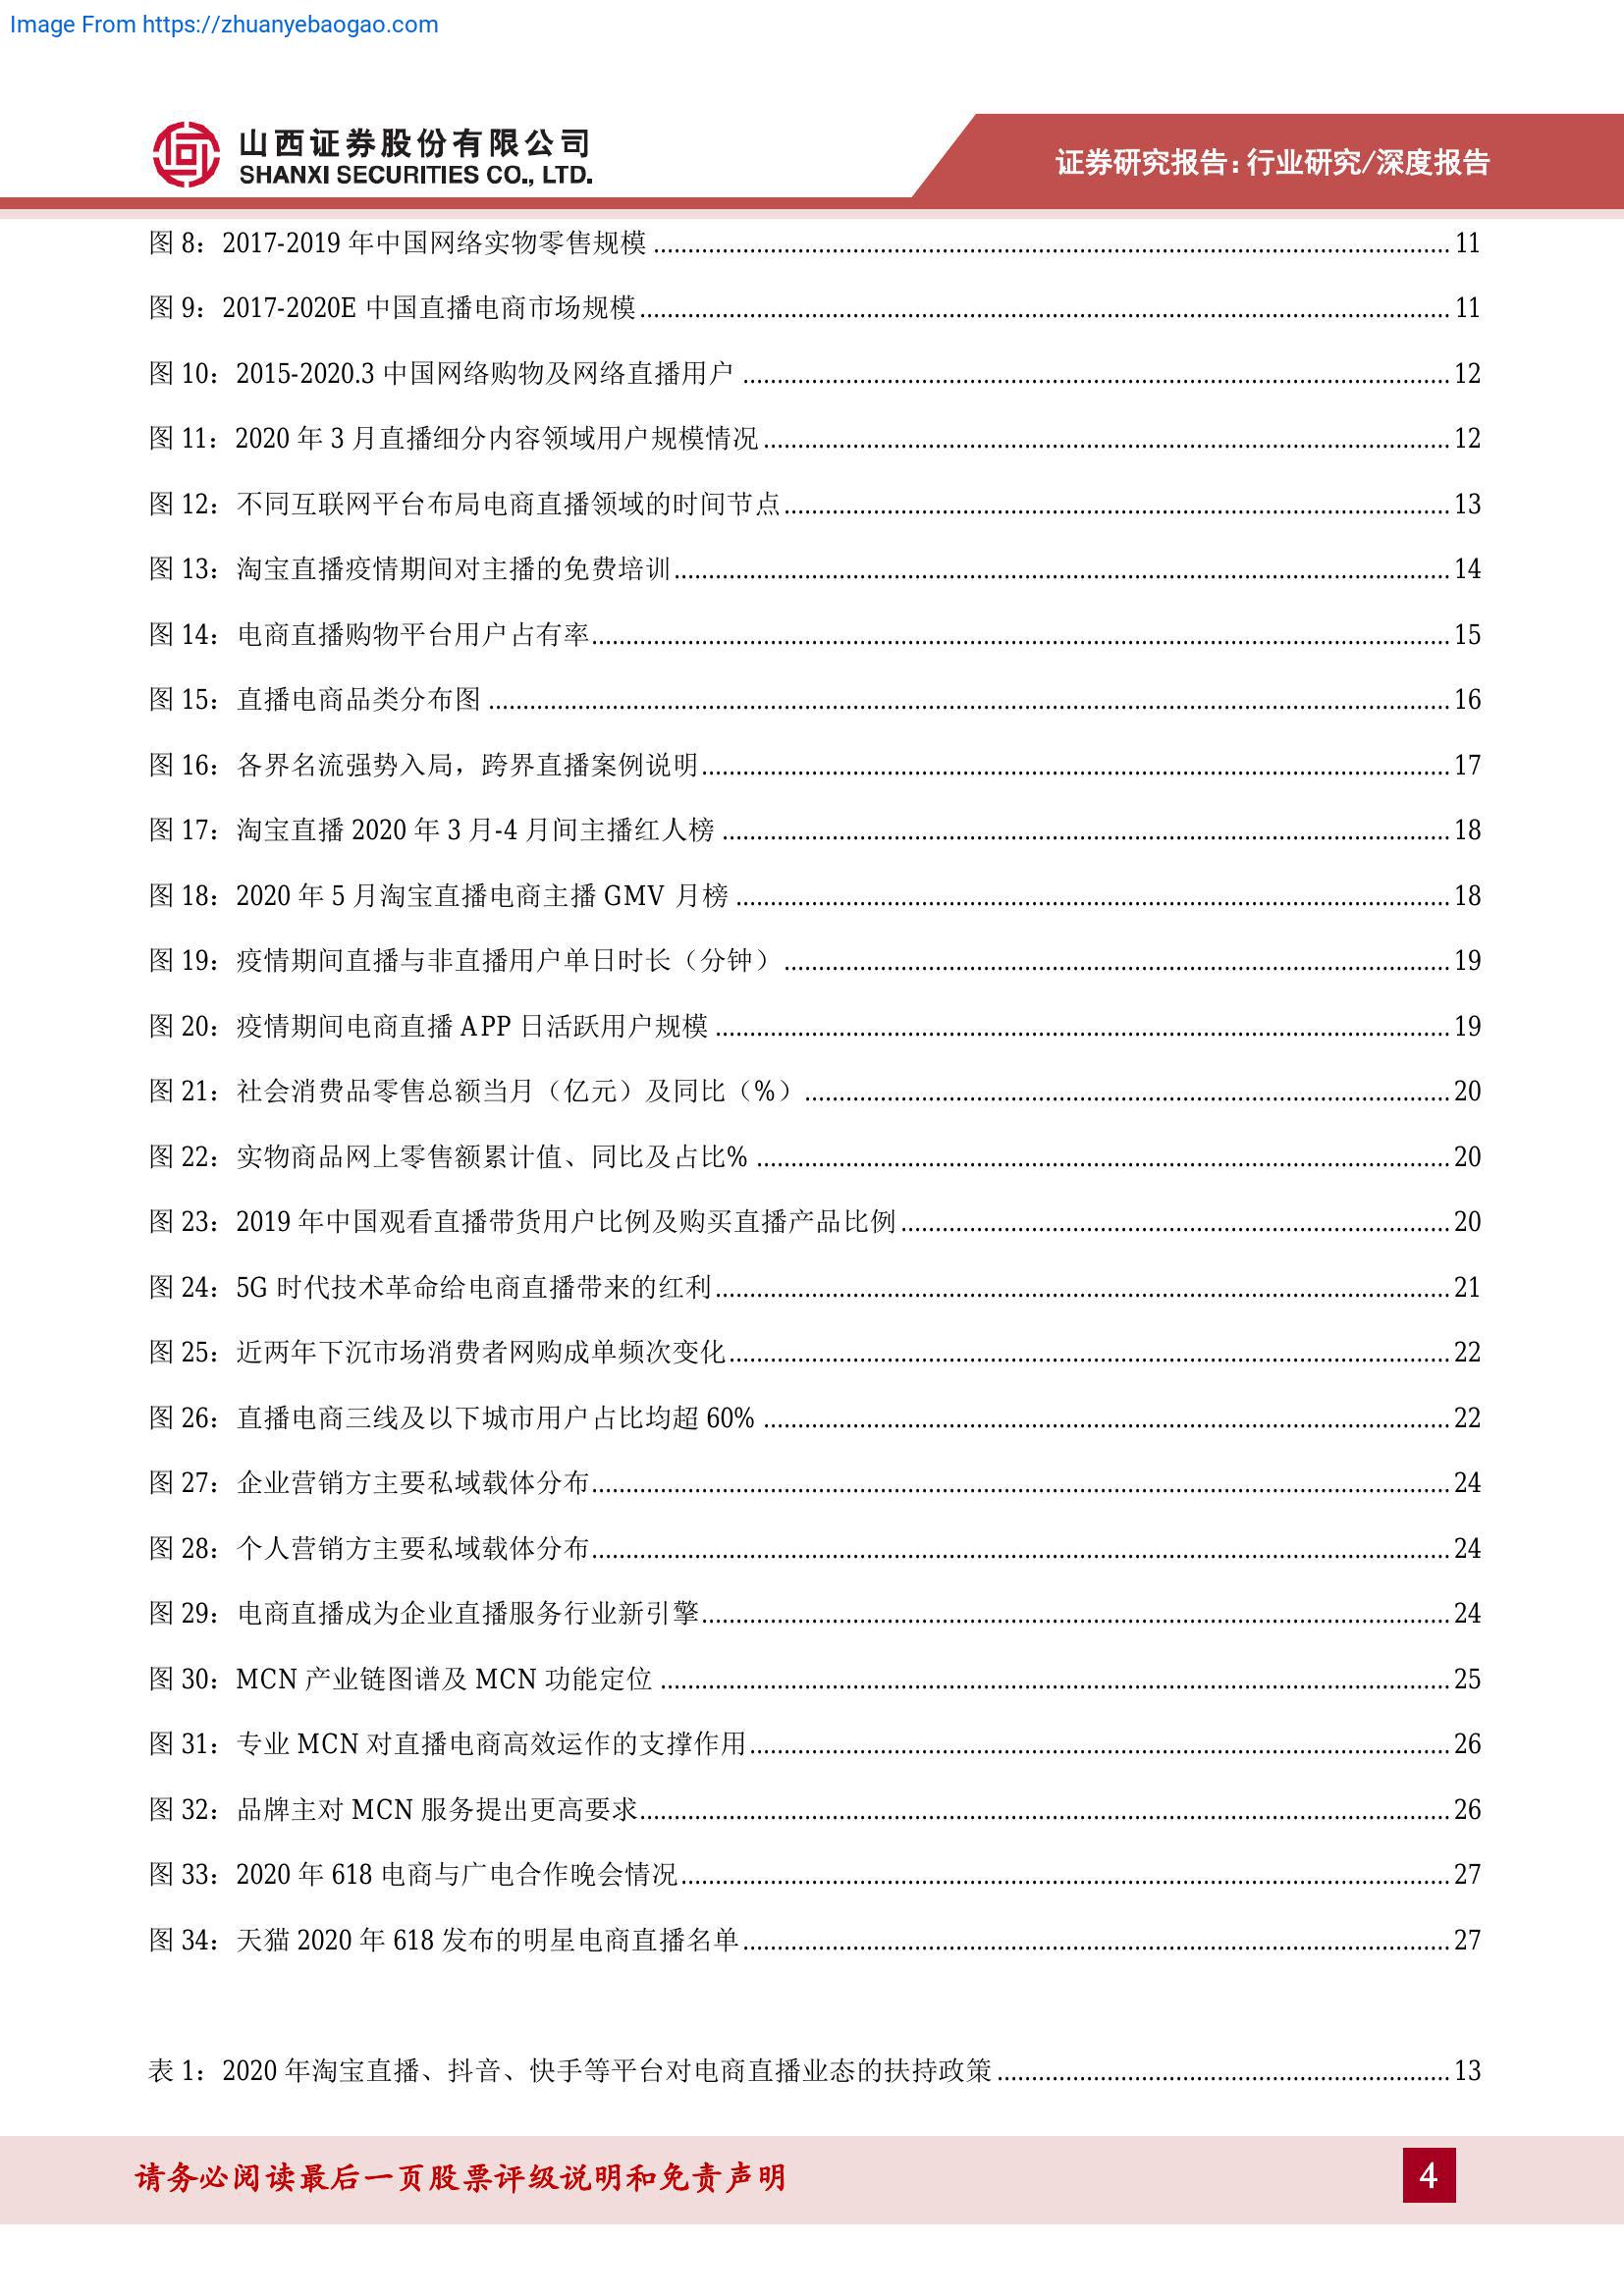 Image From https://zhuanyebaogao.com
山西证券股份有限公司
SHANXI SECURITIES CO., LTD.
证券研究报告：行业研究/深度报告
图 8：2017-2019 年中国网络实物零售规模 11
图 9：2017-2020E 中国直播电商市场规模 11
图 10：2015-2020.3 中国网络购物及网络直播用户 12
图 11：2020 年 3 月直播细分内容领域用户规模情况 12
图 12：不同互联网平台布局电商直播领域的时间节点 13
图 13：淘宝直播疫情期间对主播的免费培训 14
图 14：电商直播购物平台用户占有率 15
图 15：直播电商品类分布图 16
图 16：各界名流强势入局，跨界直播案例说明 17
图 17：淘宝直播 2020 年 3 月-4 月间主播红人榜 18
图 18：2020 年 5 月淘宝直播电商主播 GMV 月榜 18
图 19：疫情期间直播与非直播用户单日时长（分钟） 19
图 20：疫情期间电商直播 APP 日活跃用户规模 19
图 21：社会消费品零售总额当月（亿元）及同比（%） 20
图 22：实物商品网上零售额累计值、同比及占比% 20
图 23：2019 年中国观看直播带货用户比例及购买直播产品比例 20
图 24：5G 时代技术革命给电商直播带来的红利 21
图 25：近两年下沉市场消费者网购成单频次变化 22
图 26：直播电商三线及以下城市用户占比均超 60% 22
图 27：企业营销方主要私域载体分布 24
图 28：个人营销方主要私域载体分布 24
图 29：电商直播成为企业直播服务行业新引擎 24
图 30：MCN 产业链图谱及 MCN 功能定位 25
图 31：专业 MCN 对直播电商高效运作的支撑作用 26
图 32：品牌主对 MCN 服务提出更高要求 26
图 33：2020 年 618 电商与广电合作晚会情况 27
图 34：天猫 2020 年 618 发布的明星电商直播名单 27
表 1：2020 年淘宝直播、抖音、快手等平台对电商直播业态的扶持政策 13
请务必阅读最后一页股票评级说明和免责声明
4